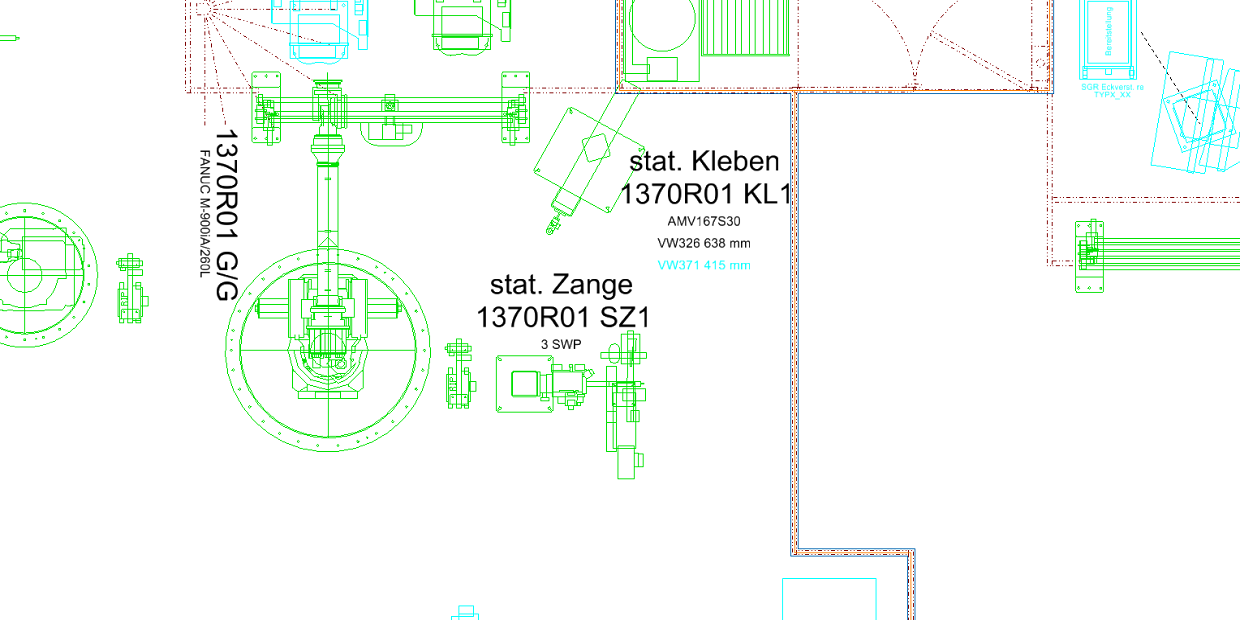 Bereitstellung
SGR Eckverst. re
TYPX_XX
1370R01 G/G
FANUC M-900iA/260L
stat. Kleben
1370R01 KL1
AMV167S30
VW326 638 mm
VW371 415 mm
stat. Zange
1370R01 SZ1
3 SWP